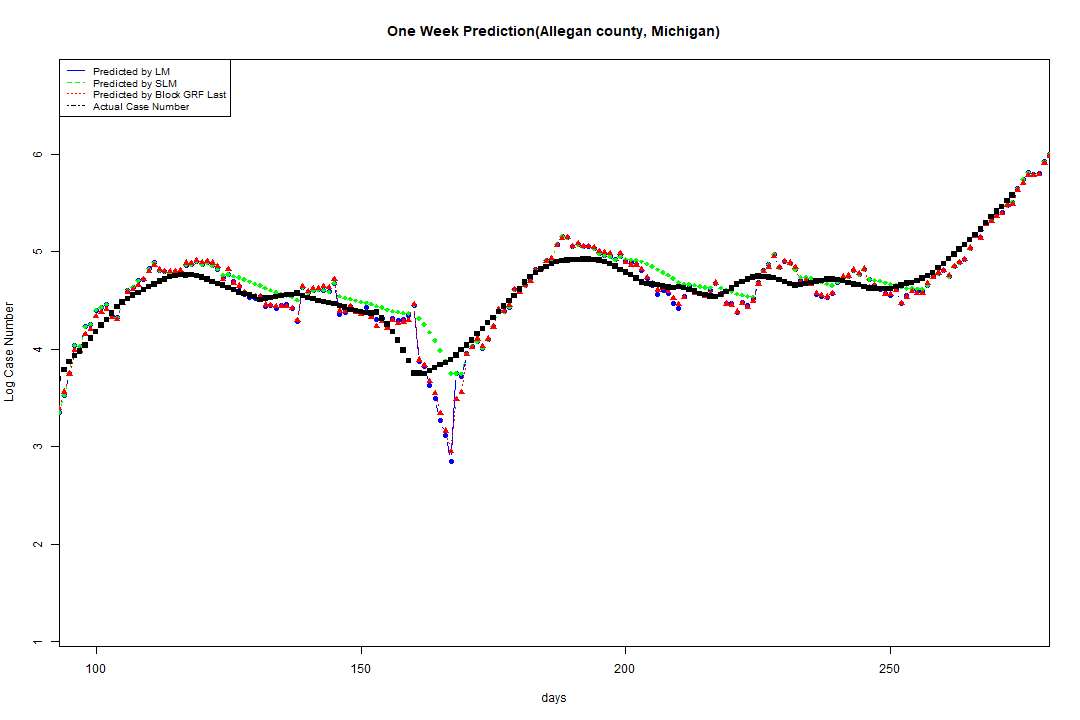 One Week Prediction(Allegan county, Michigan)
Predicted by LM
Predicted by SLM
Predicted by Block GRF Last
Actual Case Number
6
5
4
3
2
1
Log Case Number
100 150 200 250
days